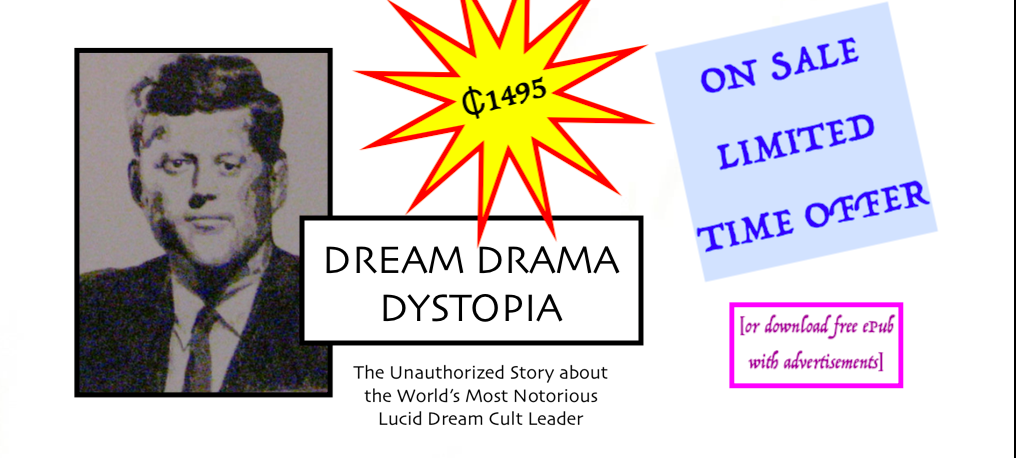 ₵1495
ON SALE
LIMITED
TIME OFFER
DREAM DRAMA
DYSTOPIA
[or download free ePub
with advertisements]
The Unauthorized Story about
the World’s Most Notorious
Lucid Dream Cult Leader